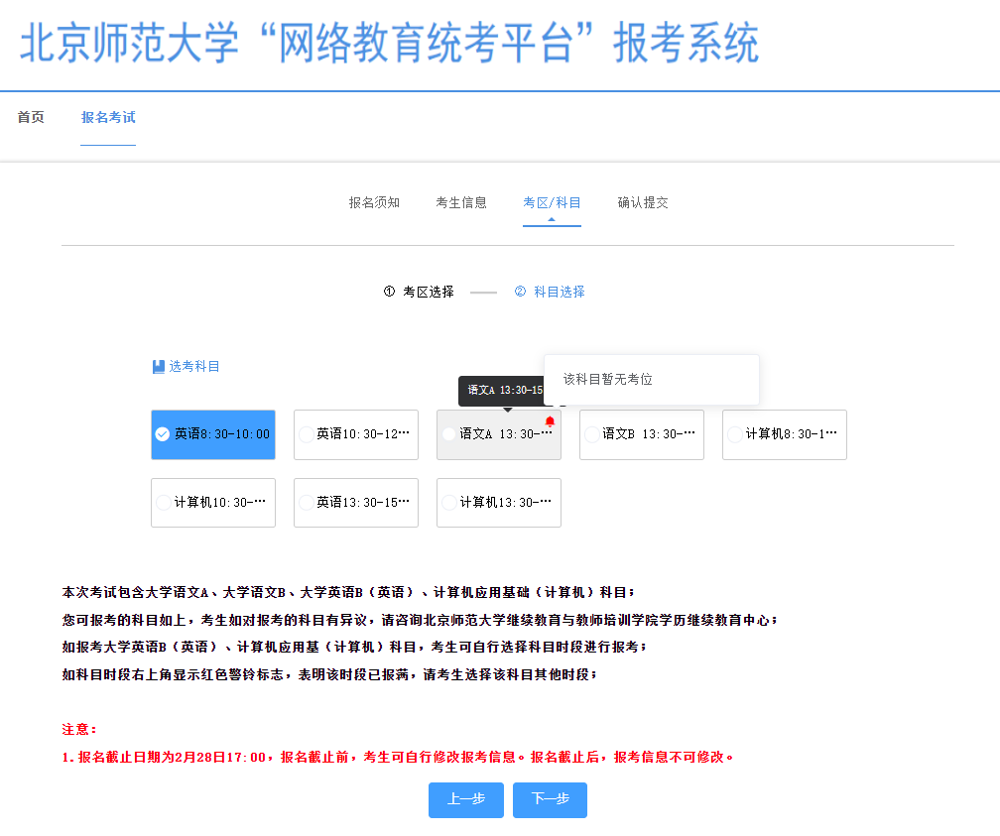 北京师范大学“网络教育统考平台”报考系统
首页 报名考试
报名须知 考生信息 考区/科目 确认提交
① 考区选择 ② 科目选择
选考科目
该科目暂无考位
语文A 13:30-15
英语8:30-10:00 英语10:30-12… 语文A 13:30-… 语文B 13:30-… 计算机8:30-1…
计算机10:30-… 英语13:30-15… 计算机13:30-…
本次考试包含大学语文A、大学语文B、大学英语B（英语）、计算机应用基础（计算机）科目；
您可报考的科目如上，考生如对报考的科目有异议，请咨询北京师范大学继续教育与教师培训学院学历继续教育中心；
如报考大学英语B（英语）、计算机应用基（计算机）科目，考生可自行选择科目时段进行报考；
如科目时段右上角显示红色警铃标志，表明该时段已报满，请考生选择该科目其他时段；
注意：
1.报名截止日期为2月28日17:00，报名截止前，考生可自行修改报考信息。报名截止后，报考信息不可修改。
上一步 下一步